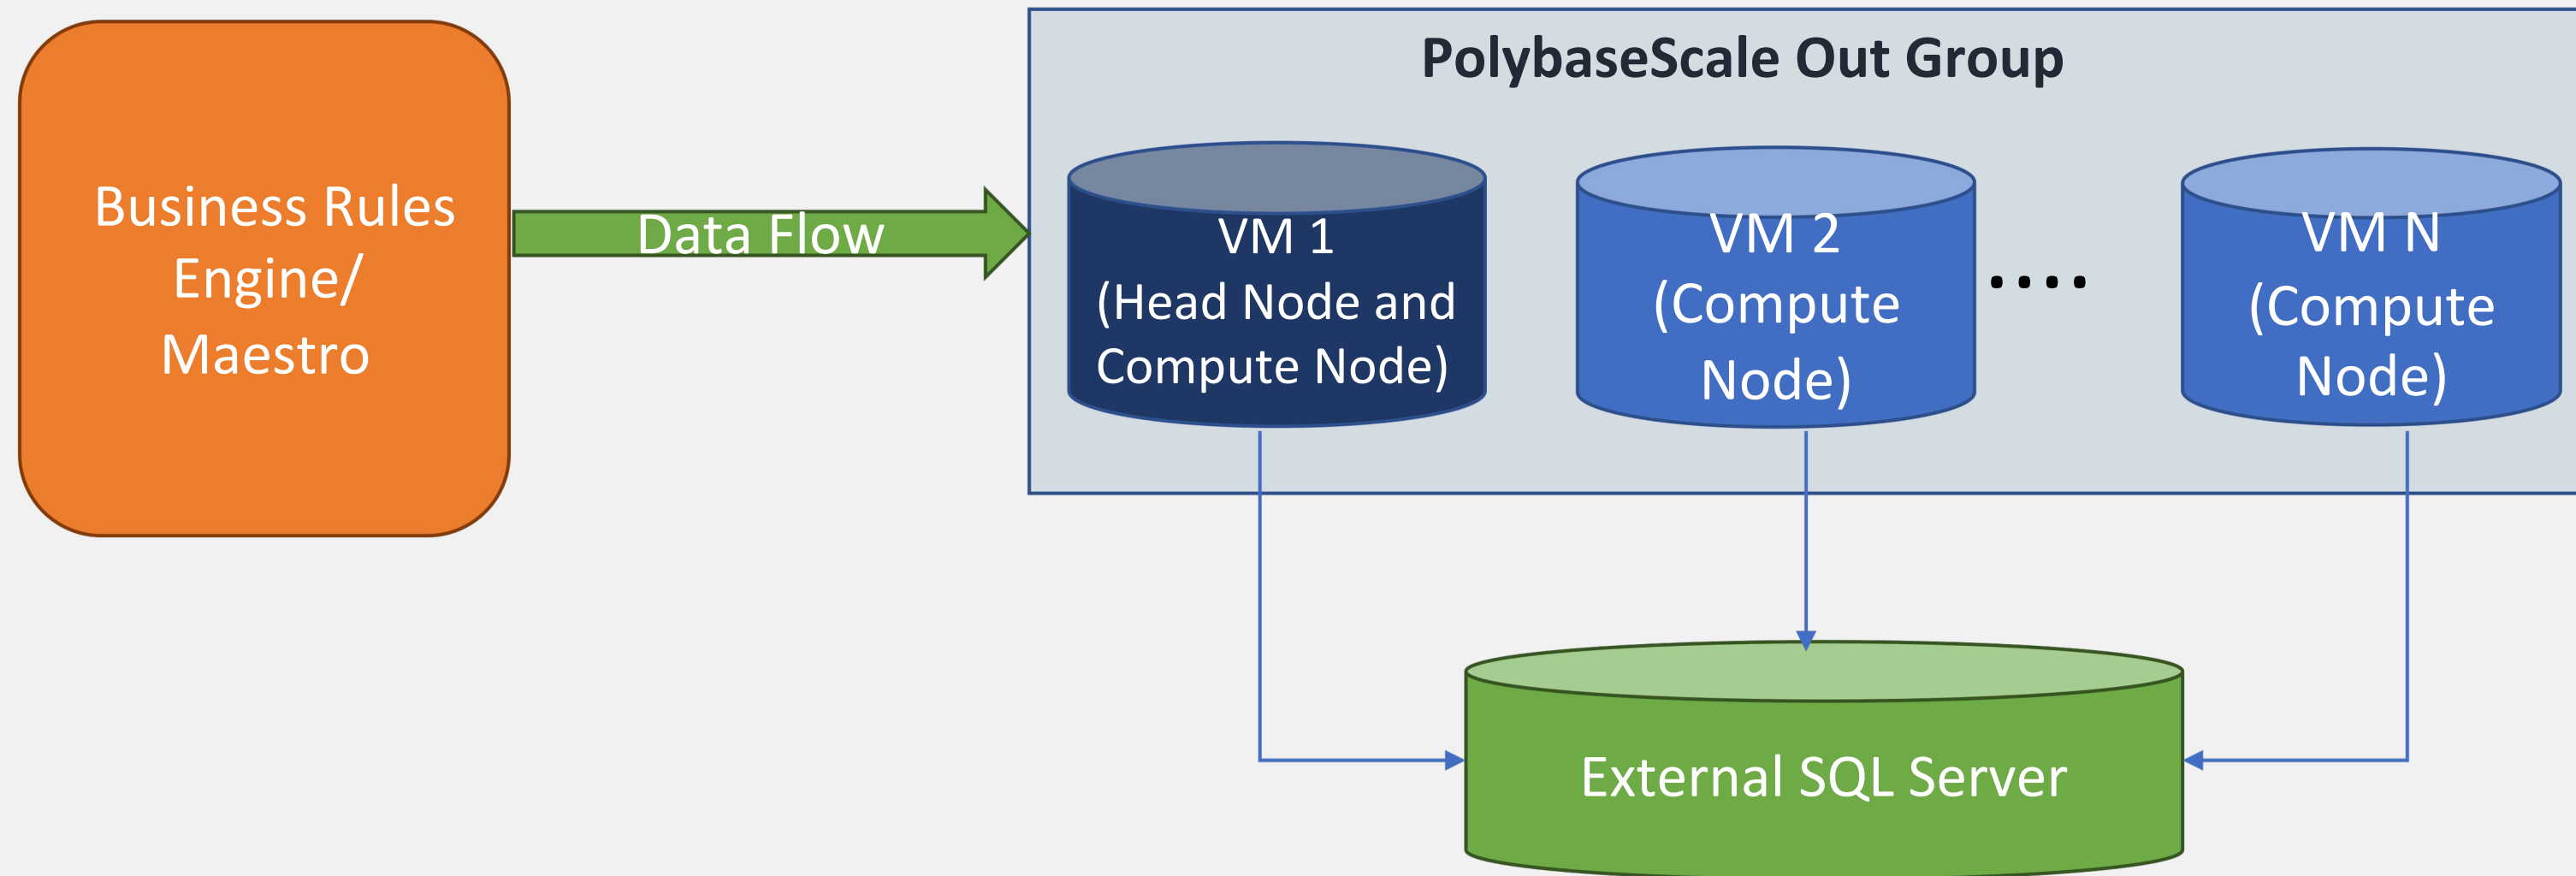 PolybaseScale Out Group
Business Rules
Engine/
Maestro
Data Flow
VM 1
(Head Node and
Compute Node)
VM 2
(Compute
Node)
....
VM N
(Compute
Node)
External SQL Server